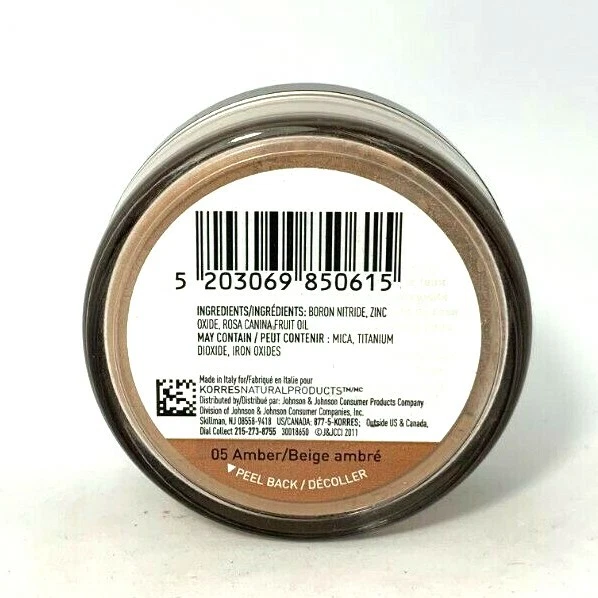 5 203069 850615
INGREDIENTS/INGRÉDIENTS: BORON NITRIDE, ZINC
OXIDE, ROSA CANINA FRUIT OIL
MAY CONTAIN / PEUT CONTENIR : MICA, TITANIUM
DIOXIDE, IRON OXIDES
Made in Italy for/Fabriqué en Italie pour
KORRESNATURALPRODUCTS™/MC
Distributed by/Distribué par: Johnson & Johnson Consumer Products Company
Division of Johnson & Johnson Consumer Companies, Inc.
Skillman, NJ 08558-9418 US/CANADA: 877-5-KORRES; Outside US & Canada,
Dial Collect 215-273-8755 30018650 ©J&JCCI 2011
05 Amber/Beige ambré
▼PEEL BACK / DÉCOLLER